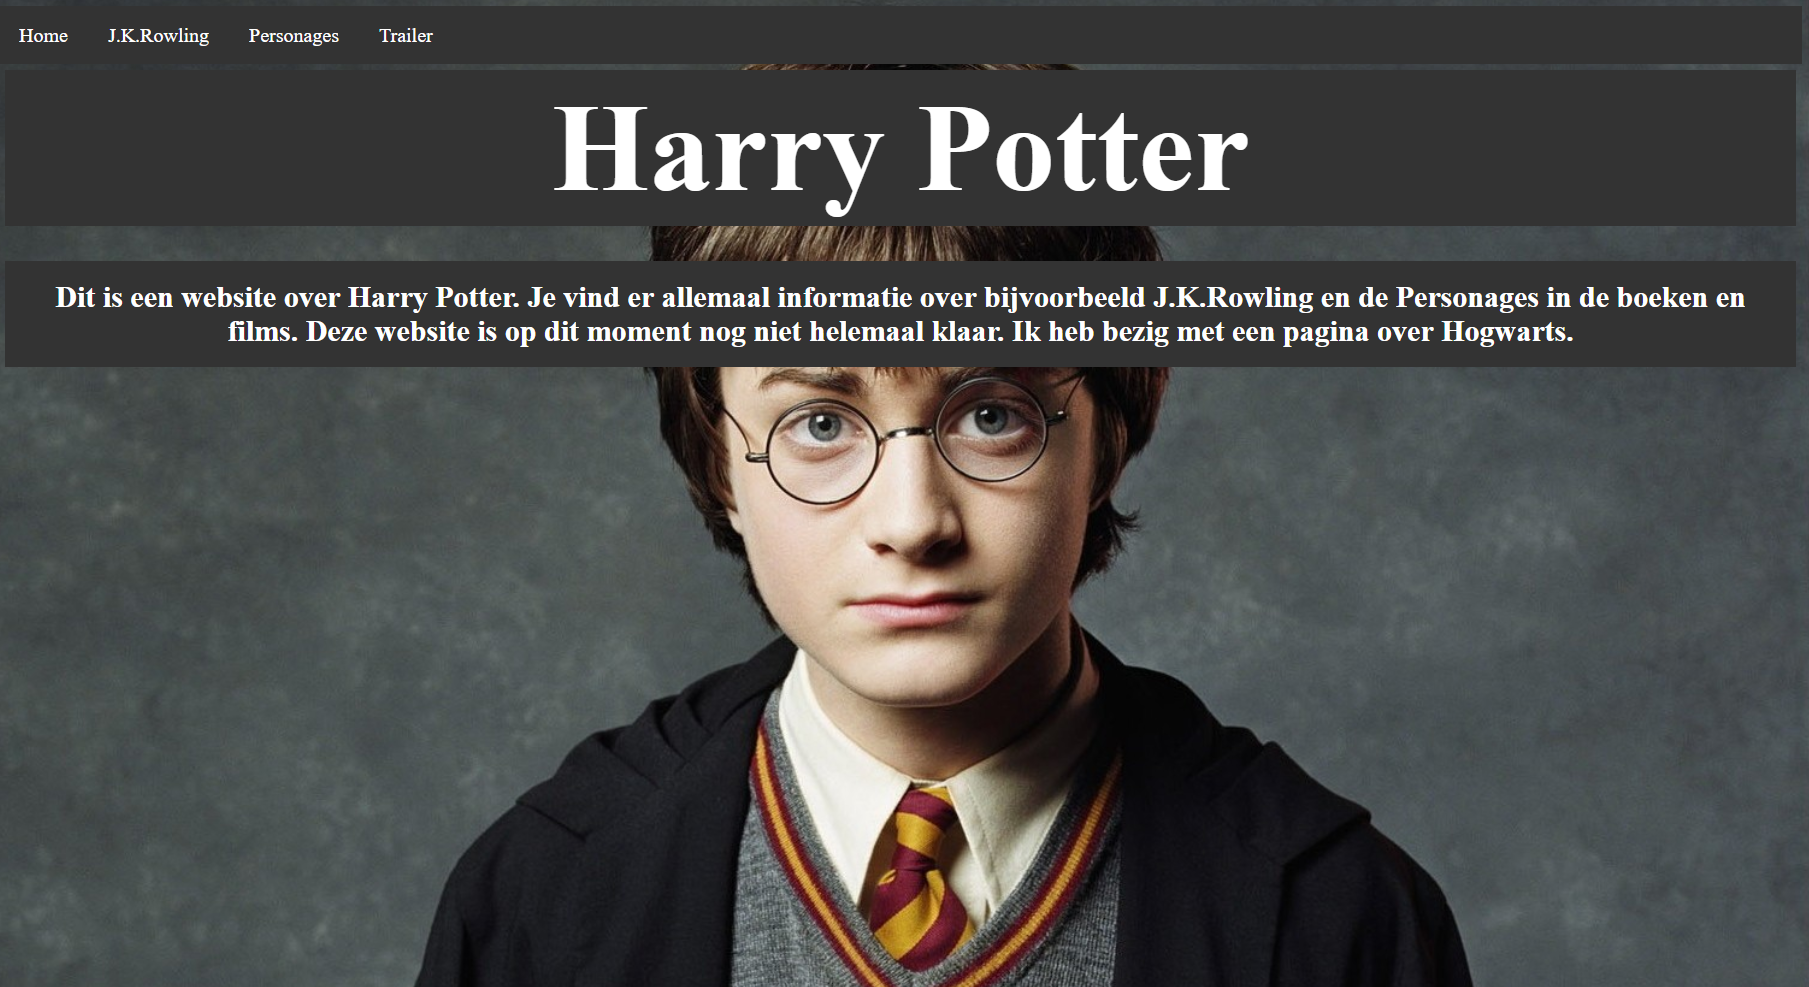 Home J.K.Rowling Personages Trailer
Harry Potter
Dit is een website over Harry Potter. Je vind er allemaal informatie over bijvoorbeeld J.K.Rowling en de Personages in de boeken en
films. Deze website is op dit moment nog niet helemaal klaar. Ik heb bezig met een pagina over Hogwarts.